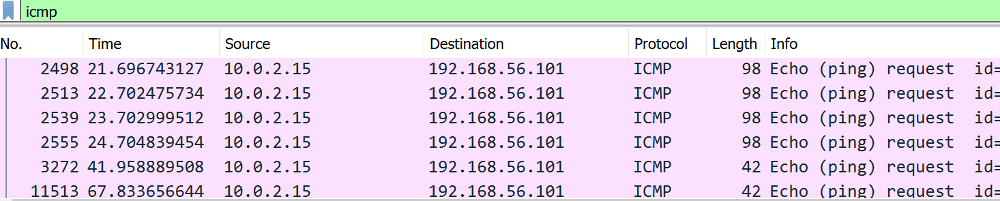 icmp
No. Time Source Destination Protocol Length Info
2498 21.696743127 10.0.2.15 192.168.56.101 ICMP 98 Echo (ping) request id=
2513 22.702475734 10.0.2.15 192.168.56.101 ICMP 98 Echo (ping) request id=
2539 23.702999512 10.0.2.15 192.168.56.101 ICMP 98 Echo (ping) request id=
2555 24.704839454 10.0.2.15 192.168.56.101 ICMP 98 Echo (ping) request id=
3272 41.958889508 10.0.2.15 192.168.56.101 ICMP 42 Echo (ping) request id=
11513 67.833656644 10.0.2.15 192.168.56.101 ICMP 42 Echo (ping) request id=